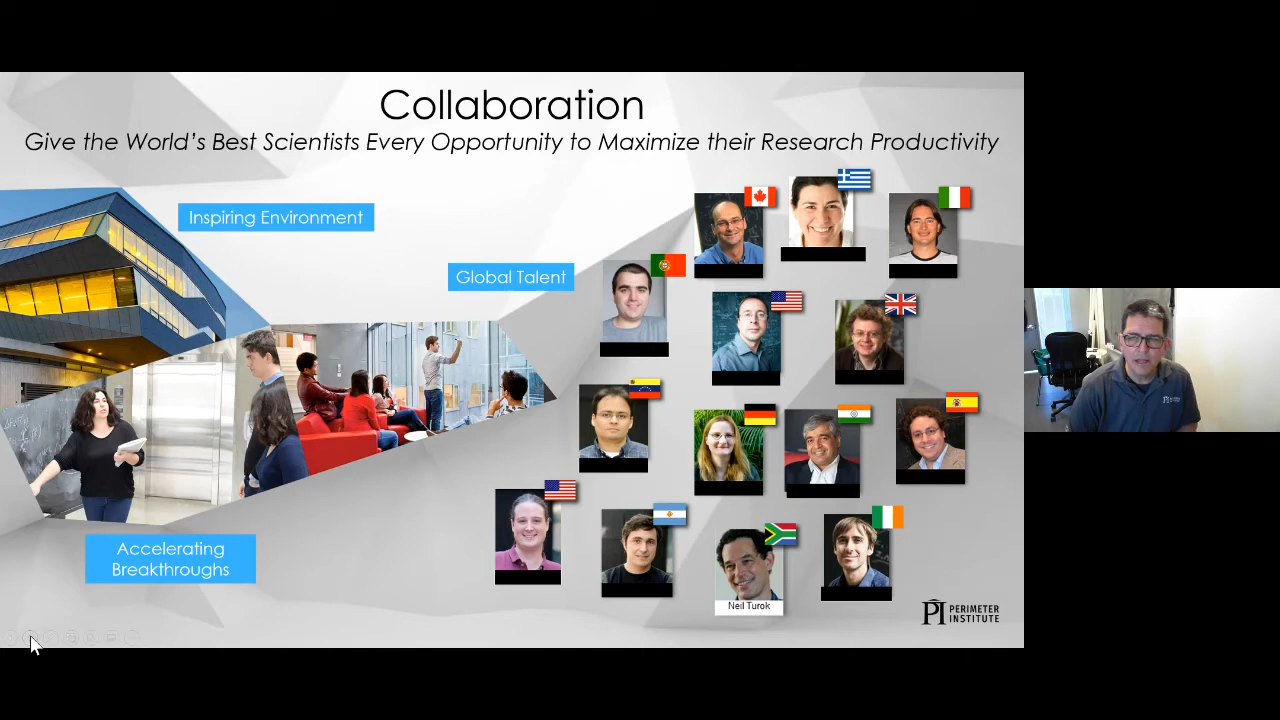 Collaboration
Give the World's Best Scientists Every Opportunity to Maximize their Research Productivity
Inspiring Environment
Global Talent
Accelerating
Breakthroughs
Neil Turok
PI PERIMETER
INSTITUTE